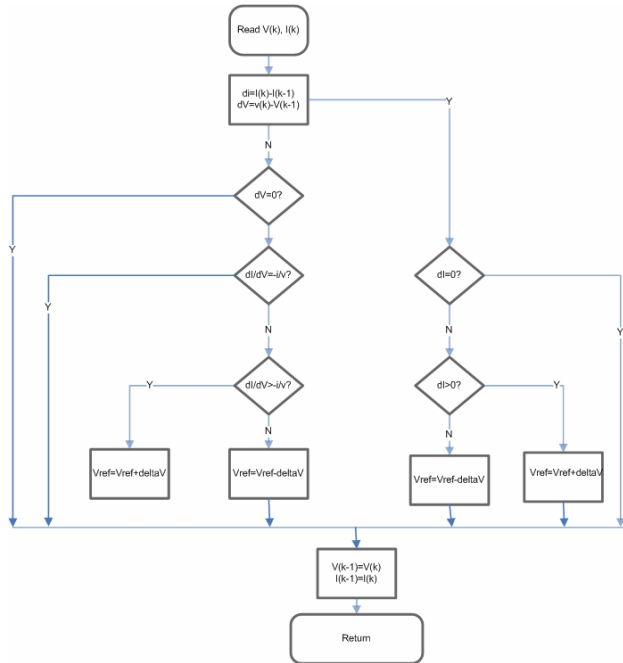 Read V(k), I(k)
di=I(k)-I(k-1)
dV=v(k)-V(k-1)
Y
N
dV=0?
Y
dI/dV=-i/v?
dI=0?
Y
Y
N
N
dI/dV>-i/v?
dI>0?
Y
Y
N
N
Vref=Vref+deltaV
Vref=Vref-deltaV
Vref=Vref-deltaV
Vref=Vref+deltaV
V(k-1)=V(k)
I(k-1)=I(k)
Return